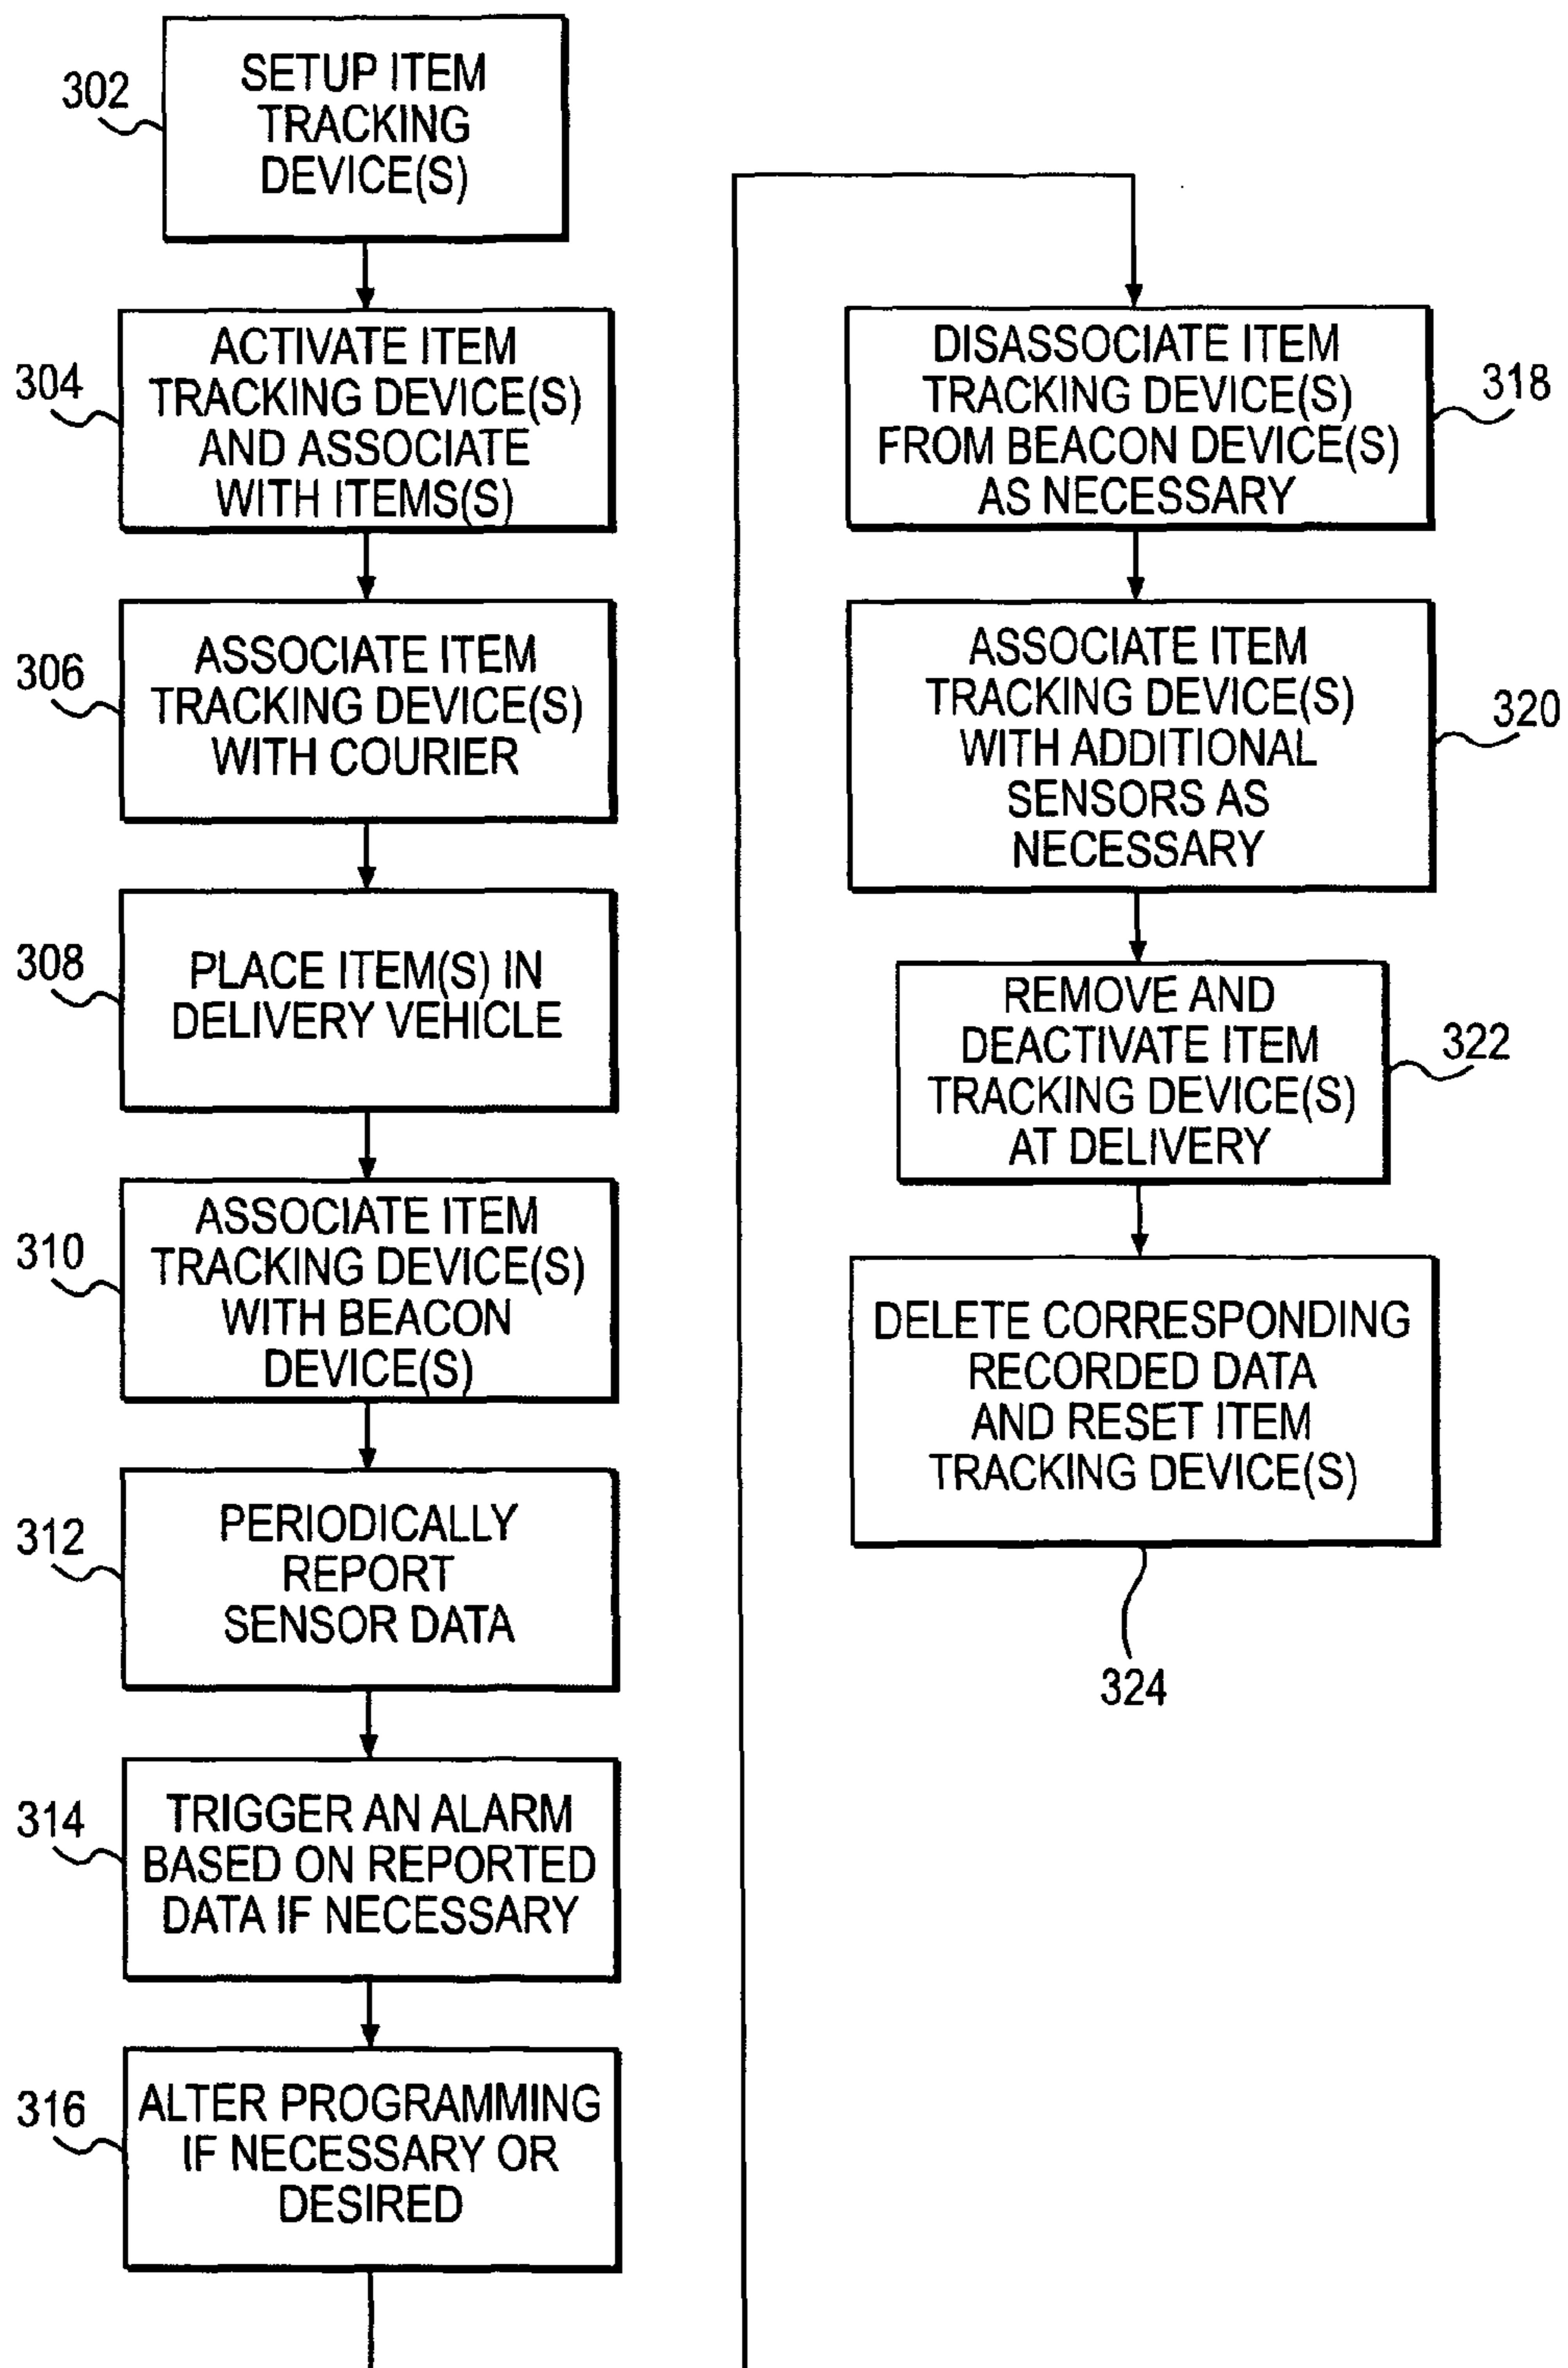 302
SETUP ITEM
TRACKING
DEVICE(S)
304
ACTIVATE ITEM
TRACKING DEVICE(S)
AND ASSOCIATE
WITH ITEMS(S)
306
ASSOCIATE ITEM
TRACKING DEVICE(S)
WITH COURIER
308
PLACE ITEM(S) IN
DELIVERY VEHICLE
310
ASSOCIATE ITEM
TRACKING DEVICE(S)
WITH BEACON
DEVICE(S)
312
PERIODICALLY
REPORT
SENSOR DATA
314
TRIGGER AN ALARM
BASED ON REPORTED
DATA IF NECESSARY
316
ALTER PROGRAMMING
IF NECESSARY OR
DESIRED
DISASSOCIATE ITEM
TRACKING DEVICE(S)
FROM BEACON DEVICE(S)
AS NECESSARY
318
ASSOCIATE ITEM
TRACKING DEVICE(S)
WITH ADDITIONAL
SENSORS AS
NECESSARY
320
REMOVE AND
DEACTIVATE ITEM
TRACKING DEVICE(S)
AT DELIVERY
322
DELETE CORRESPONDING
RECORDED DATA
AND RESET ITEM
TRACKING DEVICE(S)
324